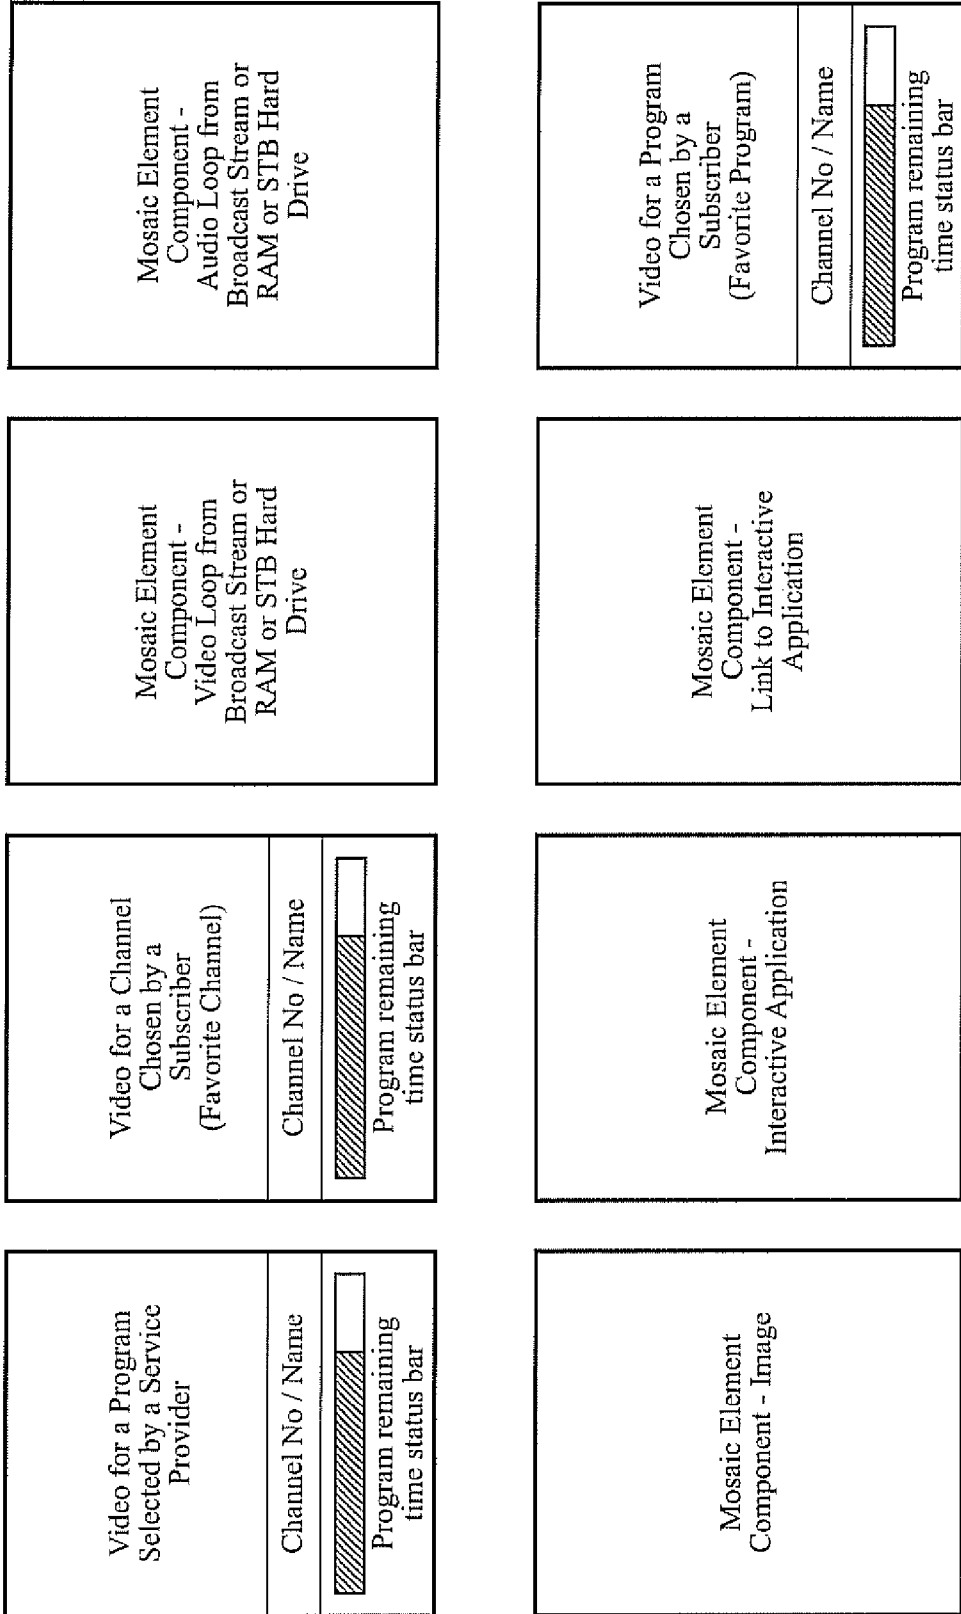 Video for a Program
Selected by a Service
Provider
Channel No / Name
Program remaining
time status bar
Video for a Channel
Chosen by a
Subscriber
(Favorite Channel)
Channel No / Name
Program remaining
time status bar
Mosaic Element
Component -
Video Loop from
Broadcast Stream or
RAM or STB Hard
Drive
Mosaic Element
Component -
Audio Loop from
Broadcast Stream or
RAM or STB Hard
Drive
Mosaic Element
Component - Image
Mosaic Element
Component -
Interactive Application
Mosaic Element
Component -
Link to Interactive
Application
Video for a Program
Chosen by a
Subscriber
(Favorite Program)
Channel No / Name
Program remaining
time status bar